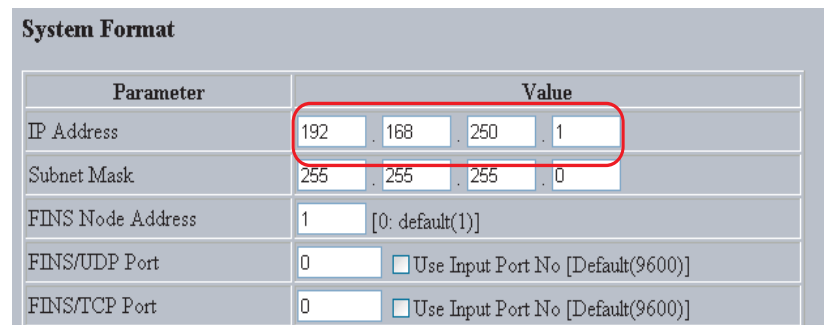 System Format
Parameter Value
IP Address 192 . 168 . 250 . 1
Subnet Mask 255 . 255 . 255 . 0
FINS Node Address 1 [0: default(1)]
FINS/UDP Port 0 Use Input Port No [Default(9600)]
FINS/TCP Port 0 Use Input Port No [Default(9600)]